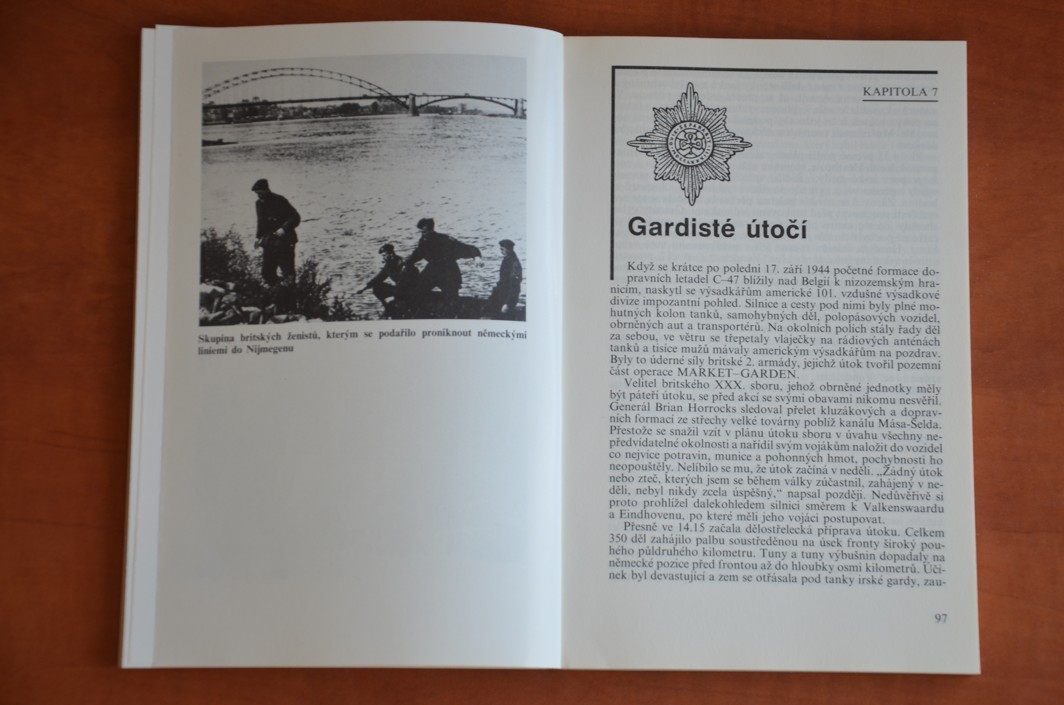 Skupina britských ženistů, kterým se podařilo proniknout německými
liniemi do Nijmegenu
KAPITOLA 7
Gardisté útočí
Když se krátce po poledni 17. září 1944 početné formace do-
pravních letadel C–47 blížily nad Belgií k nizozemským hra-
nicím, naskytl se výsadkářům americké 101. vzdušné výsadkové
divize impozantní pohled. Silnice a cesty pod nimi byly plné mo-
hutných kolon tanků, samohybných děl, polopásových vozidel,
obrněných aut a transportérů. Na okolních polích stály řady děl
za sebou, ve větru se třepetaly vlaječky na rádiových anténách
tanků a tisíce mužů mávaly americkým výsadkářům na pozdrav.
Byly to úderné síly britské 2. armády, jejichž útok tvořil pozemní
část operace MARKET–GARDEN.
Velitel britského XXX. sboru, jehož obrněné jednotky měly
být páteří útoku, se před akcí se svými obavami nikomu nesvěřil.
Generál Brian Horrocks sledoval přelet kluzákových a doprav-
ních formací ze střechy velké továrny poblíž kanálu Mása-Šelda.
Přestože se snažil vzít v plánu útoku sboru v úvahu všechny ne-
předvídatelné okolnosti a nařídil svým vojákům naložit do vozidel
co nejvíce potravin, munice a pohonných hmot, pochybnosti ho
neopouštěly. Nelíbilo se mu, že útok začíná v neděli. „Žádný útok
nebo zteč, kterých jsem se během války zúčastnil, zahájený v ne-
děli, nebyl nikdy zcela úspěšný,“ napsal později. Nedůvěřivě si
proto prohlížel dalekohledem silnici směrem k Valkenswaardu
a Eindhovenu, po které měli jeho vojáci postupovat.
Přesně ve 14.15 začala dělostřelecká příprava útoku. Celkem
350 děl zahájilo palbu soustředěnou na úsek fronty široký pou-
hého půldruhého kilometru. Tuny a tuny výbušnin dopadaly na
německé pozice před frontou až do hloubky osmi kilometrů. Úči-
nek byl devastující a zem se otřásala pod tanky irské gardy, zau-
97